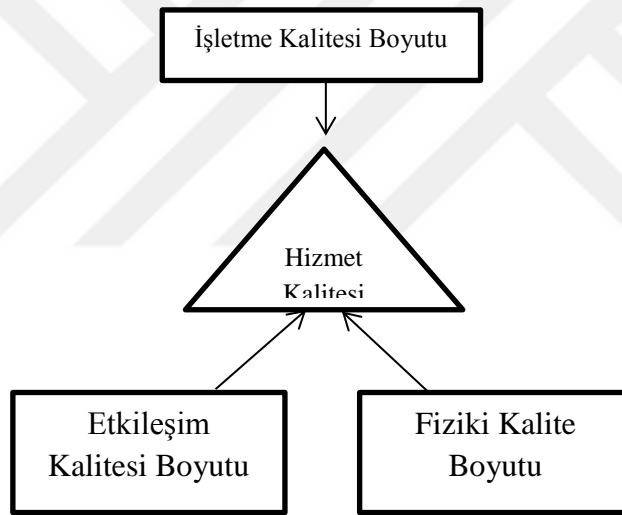 İşletme Kalitesi Boyutu
Hizmet
Kalitesi
Etkileşim
Kalitesi Boyutu
Fiziki Kalite
Boyutu